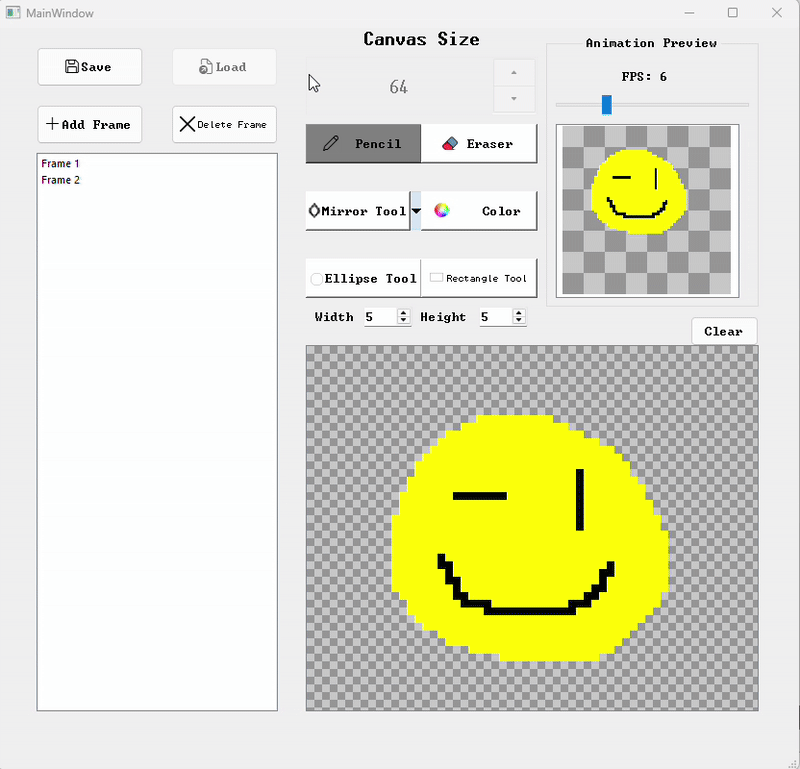 MainWindow
Save
Load
Add Frame
Delete Frame
Frame 1
Frame 2
Canvas Size
64
Pencil
Eraser
Mirror Tool
Color
Ellipse Tool
Rectangle Tool
Width 5 Height 5
Animation Preview
FPS: 6
Clear